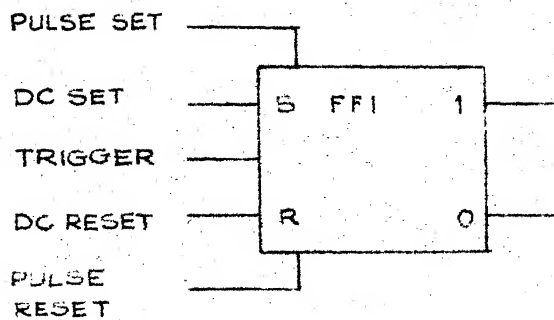 PULSE SET
DC SET
S FF1 1
TRIGGER
DC RESET
R 0
PULSE
RESET